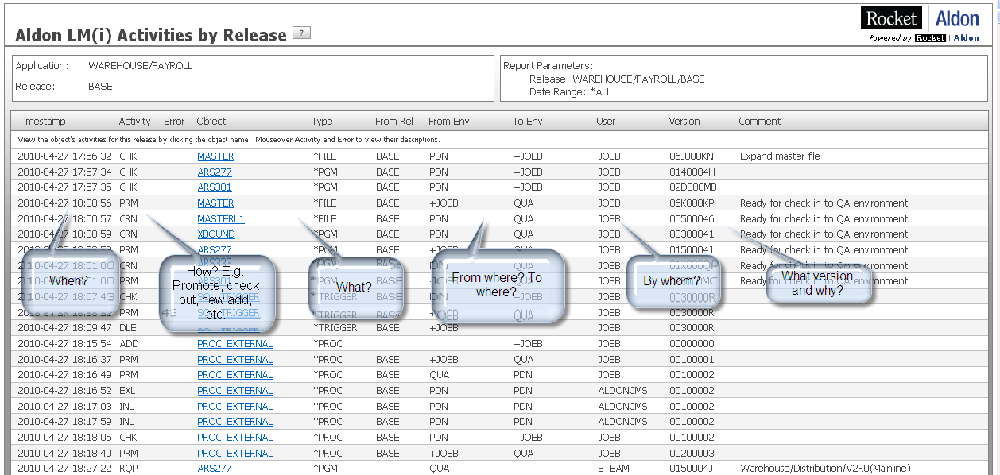 Aldon LM(i) Activities by Release ?
Rocket Aldon
Powered by Rocket | Aldon
Application: WAREHOUSE/PAYROLL
Release: BASE
Report Parameters:
Release: WAREHOUSE/PAYROLL/BASE
Date Range: *ALL
Timestamp Activity Error Object Type From Rel From Env To Env User Version Comment
View the object's activities for this release by clicking the object name. Mouseover Activity and Error to view their descriptions.
2010-04-27 17:56:32 CHK MASTER *FILE BASE PDN +JOEB JOEB 06J000KN Expand master file
2010-04-27 17:57:34 CHK ARS277 *PGM BASE PDN +JOEB JOEB 0140004H
2010-04-27 17:57:35 CHK ARS301 *PGM BASE PDN +JOEB JOEB 02D000MB
2010-04-27 18:00:56 PRM MASTER *FILE BASE +JOEB QUA JOEB 06K000KP Ready for check in to QA environment
2010-04-27 18:00:57 CRN MASTERL1 *FILE BASE PDN QUA JOEB 00500046 Ready for check in to QA environment
2010-04-27 18:00:59 CRN XBOUND *PGM BASE PDN QUA JOEB 00300041 Ready for check in to QA environment
PRM ARS277 *PGM BASE +JOEB QUA JOEB 0150004J Ready for check in to QA environment
2010-04-27 18:01:00 CRN ARS333 *PGM BASE QUA JOEB Ready for check in to QA environment
2010-04-27 18:01:00 PRM ARS301 *PGM BASE QUA Ready for check in to QA environment
2010-04-27 18:07:43 CHK SQL_TRIGGER *TRIGGER BASE +JOEB 0030000R
PRM 43 SQL_TRIGGER *TRIGGER BASE +JOEB QUA JOEB 0030000R
2010-04-27 18:09:47 DLE SQL_TRIGGER *TRIGGER BASE +JOEB JOEB 0030000R
When?
How? E.g.
Promote, check
out, new add,
etc.
What?
From where? To
where?
By whom?
What version
and why?
2010-04-27 18:15:54 ADD PROC_EXTERNAL *PROC +JOEB JOEB 00000000
2010-04-27 18:16:37 PRM PROC_EXTERNAL *PROC BASE +JOEB QUA JOEB 00100001
2010-04-27 18:16:49 PRM PROC_EXTERNAL *PROC BASE QUA PDN JOEB 00100002
2010-04-27 18:16:52 EXL PROC_EXTERNAL *PROC BASE PDN PDN ALDONCMS 00100002
2010-04-27 18:17:03 INL PROC_EXTERNAL *PROC BASE PDN PDN ALDONCMS 00100002
2010-04-27 18:17:59 INL PROC_EXTERNAL *PROC BASE PDN PDN ALDONCMS 00100002
2010-04-27 18:18:05 CHK PROC_EXTERNAL *PROC BASE PDN +JOEB JOEB 00100002
2010-04-27 18:18:40 PRM PROC_EXTERNAL *PROC BASE +JOEB QUA JOEB 00200003
2010-04-27 18:27:22 RQP ARS277 *PGM QUA ETEAM 0150004J Warehouse/Distribution/V2R0(Mainline)